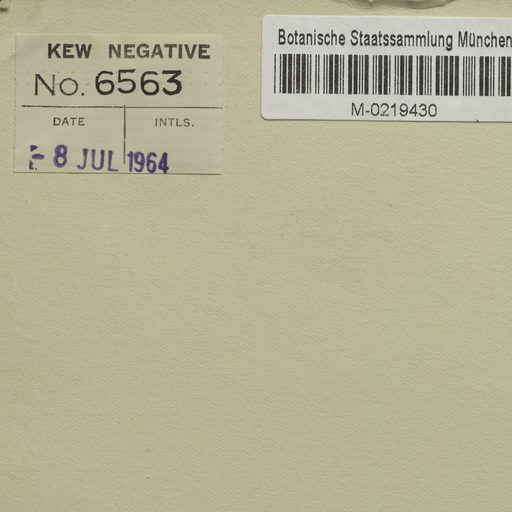 KEW NEGATIVE
No. 6563
DATE INTLS.
- 8 JUL 1964
Botanische Staatssammlung München
M-0219430